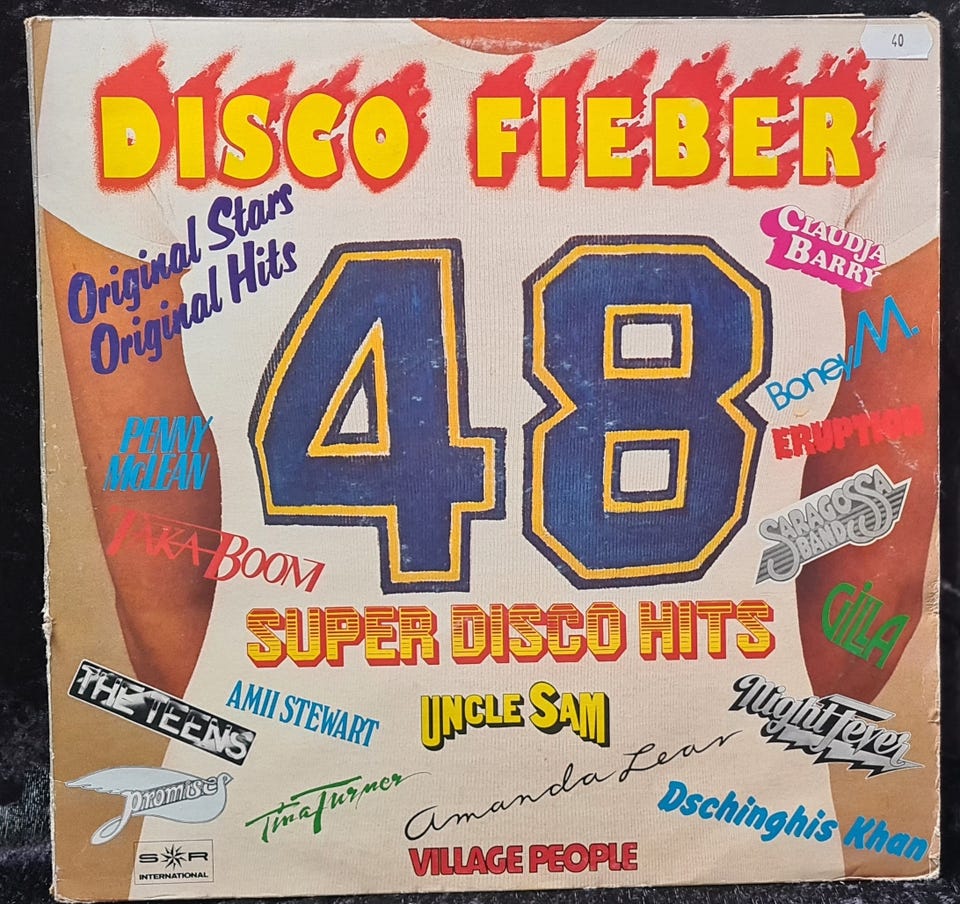 40
DISCO FIEBER
Original Stars
Original Hits
48
CLAUDJA
BARRY
Boney M.
ERUPTION
SARAGOSSA
BAND
GILLA
PENNY
McLEAN
TAKA-BOOM
SUPER DISCO HITS
THE TEENS
AMII STEWART
UNCLE SAM
Night Fever
Promises
Tina Turner
Amanda Lear
Dschinghis Khan
VILLAGE PEOPLE
S R
INTERNATIONAL